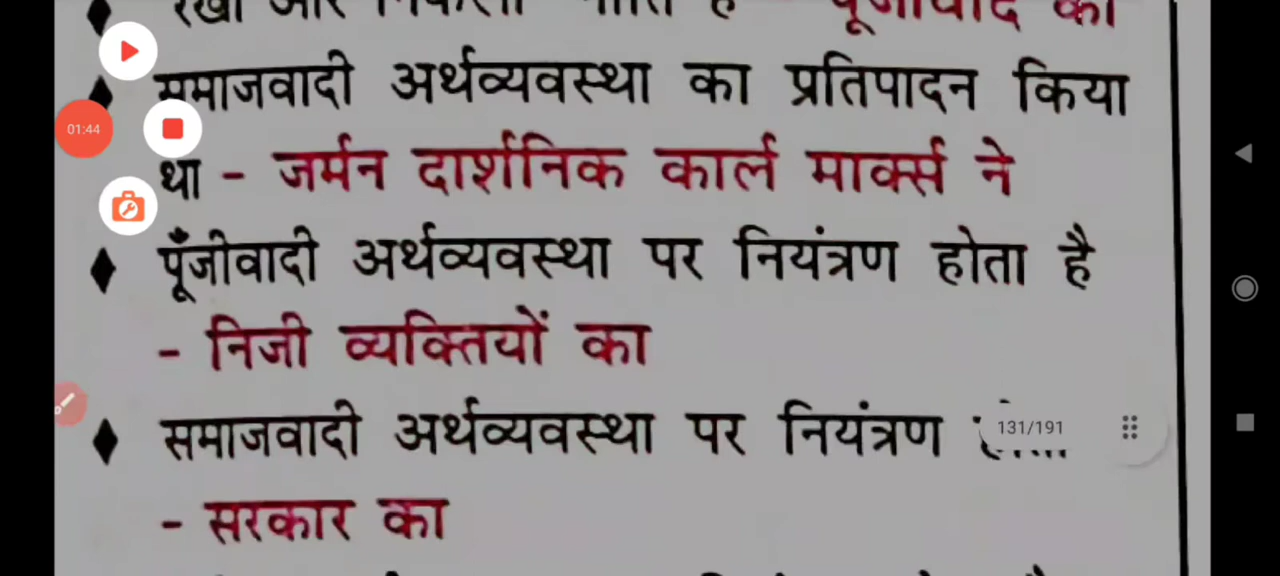 पूँजीवाद का
समाजवादी अर्थव्यवस्था का प्रतिपादन किया
01:44
था - जर्मन दार्शनिक कार्ल मार्क्स ने
पूँजीवादी अर्थव्यवस्था पर नियंत्रण होता है
- निजी व्यक्तियों का
समाजवादी अर्थव्यवस्था पर नियंत्रण
131/191
- सरकार का